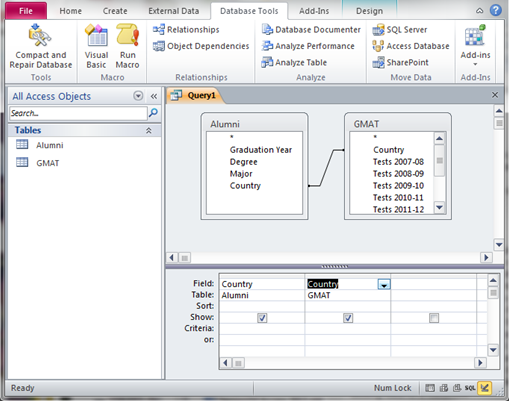 File Home Create External Data Database Tools Add-Ins Design
Compact and Repair Database
Tools
Visual Basic
Run Macro
Macro
Relationships
Object Dependencies
Relationships
Database Documenter
Analyze Performance
Analyze Table
Analyze
SQL Server
Access Database
SharePoint
Move Data
Add-ins
Add-Ins
All Access Objects
Search...
Tables
Alumni
GMAT
Query1
Alumni
*
Graduation Year
Degree
Major
Country
GMAT
*
Country
Tests 2007-08
Tests 2008-09
Tests 2009-10
Tests 2010-11
Tests 2011-12
Field: Country Country
Table: Alumni GMAT
Sort:
Show:
Criteria:
or:
Ready Num Lock SQL